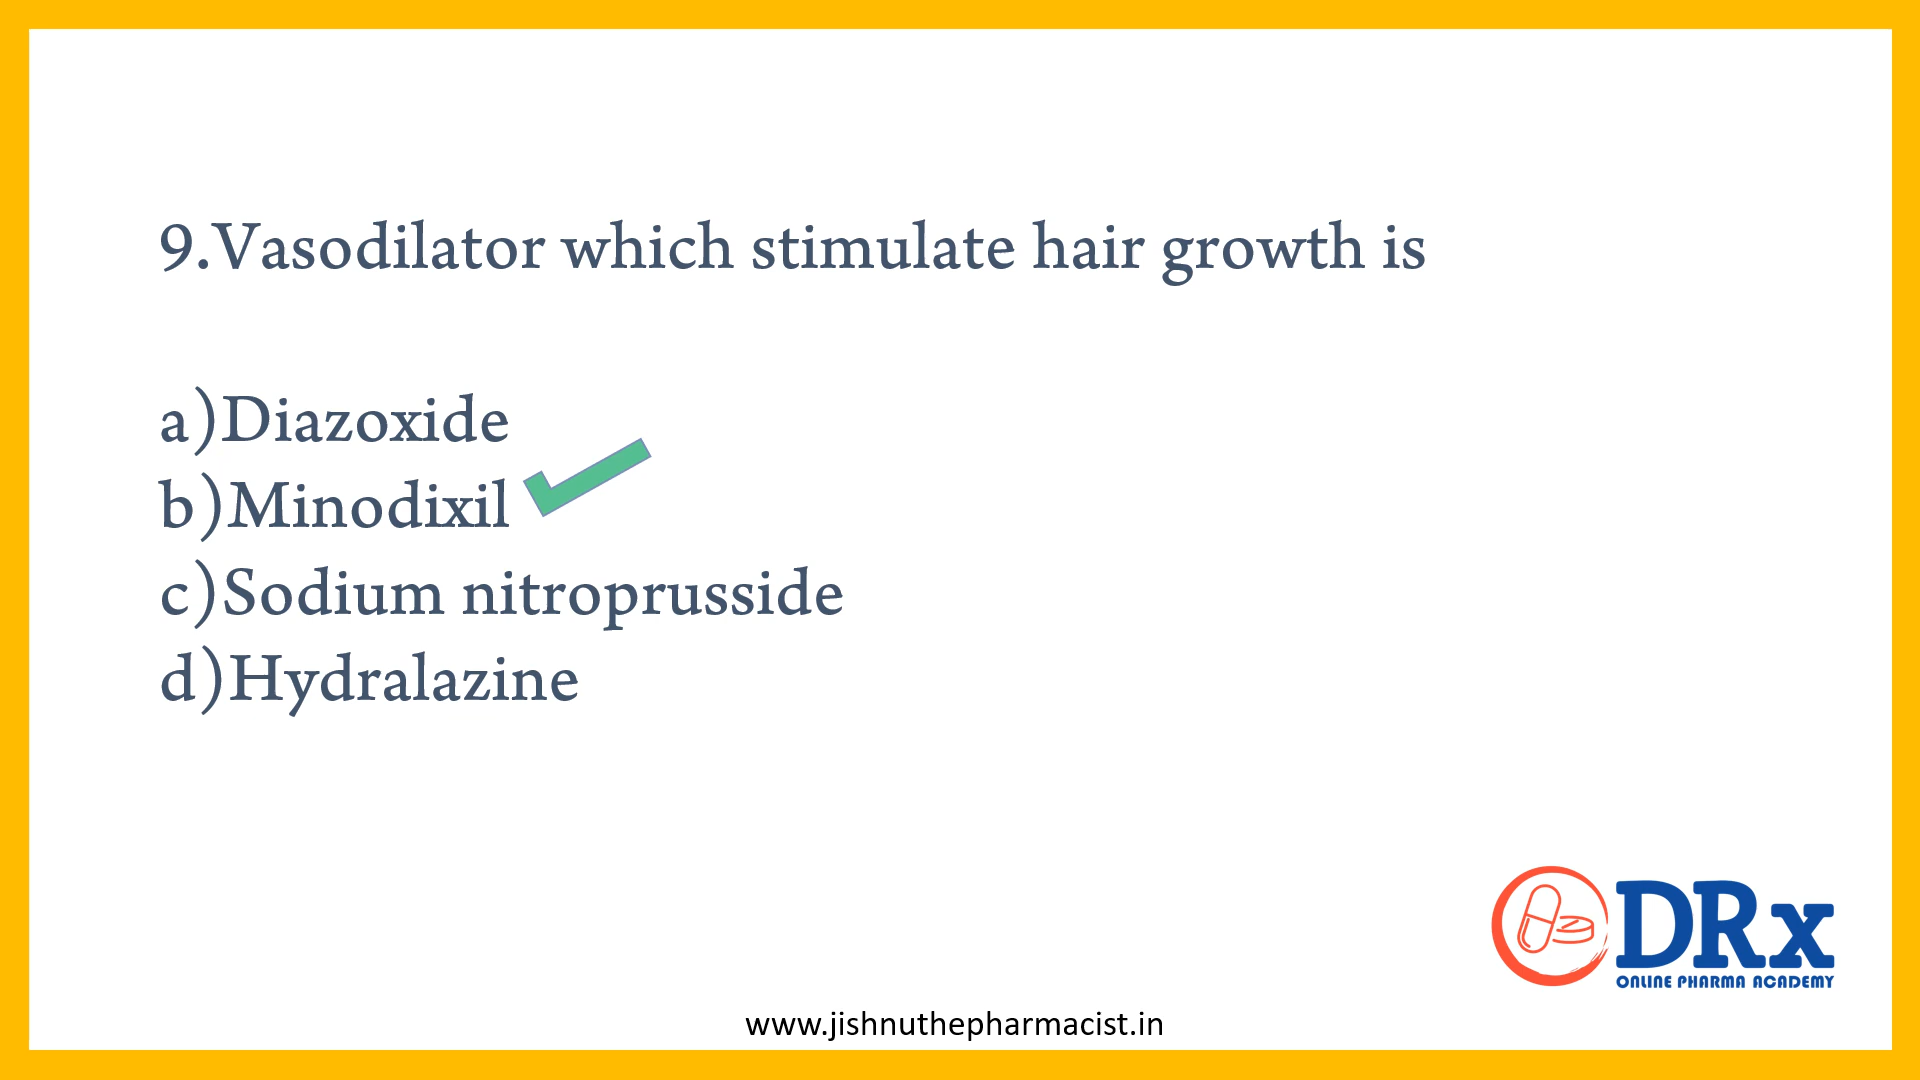 9.Vasodilator which stimulate hair growth is
a)Diazoxide
b)Minodixil
c)Sodium nitroprusside
d)Hydralazine
DRx
ONLINE PHARMA ACADEMY
www.jishnuthepharmacist.in